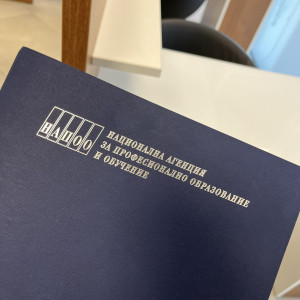 НАПОО
НАЦИОНАЛНА АГЕНЦИЯ
ЗА ПРОФЕСИОНАЛНО ОБРАЗОВАНИЕ
И ОБУЧЕНИЕ